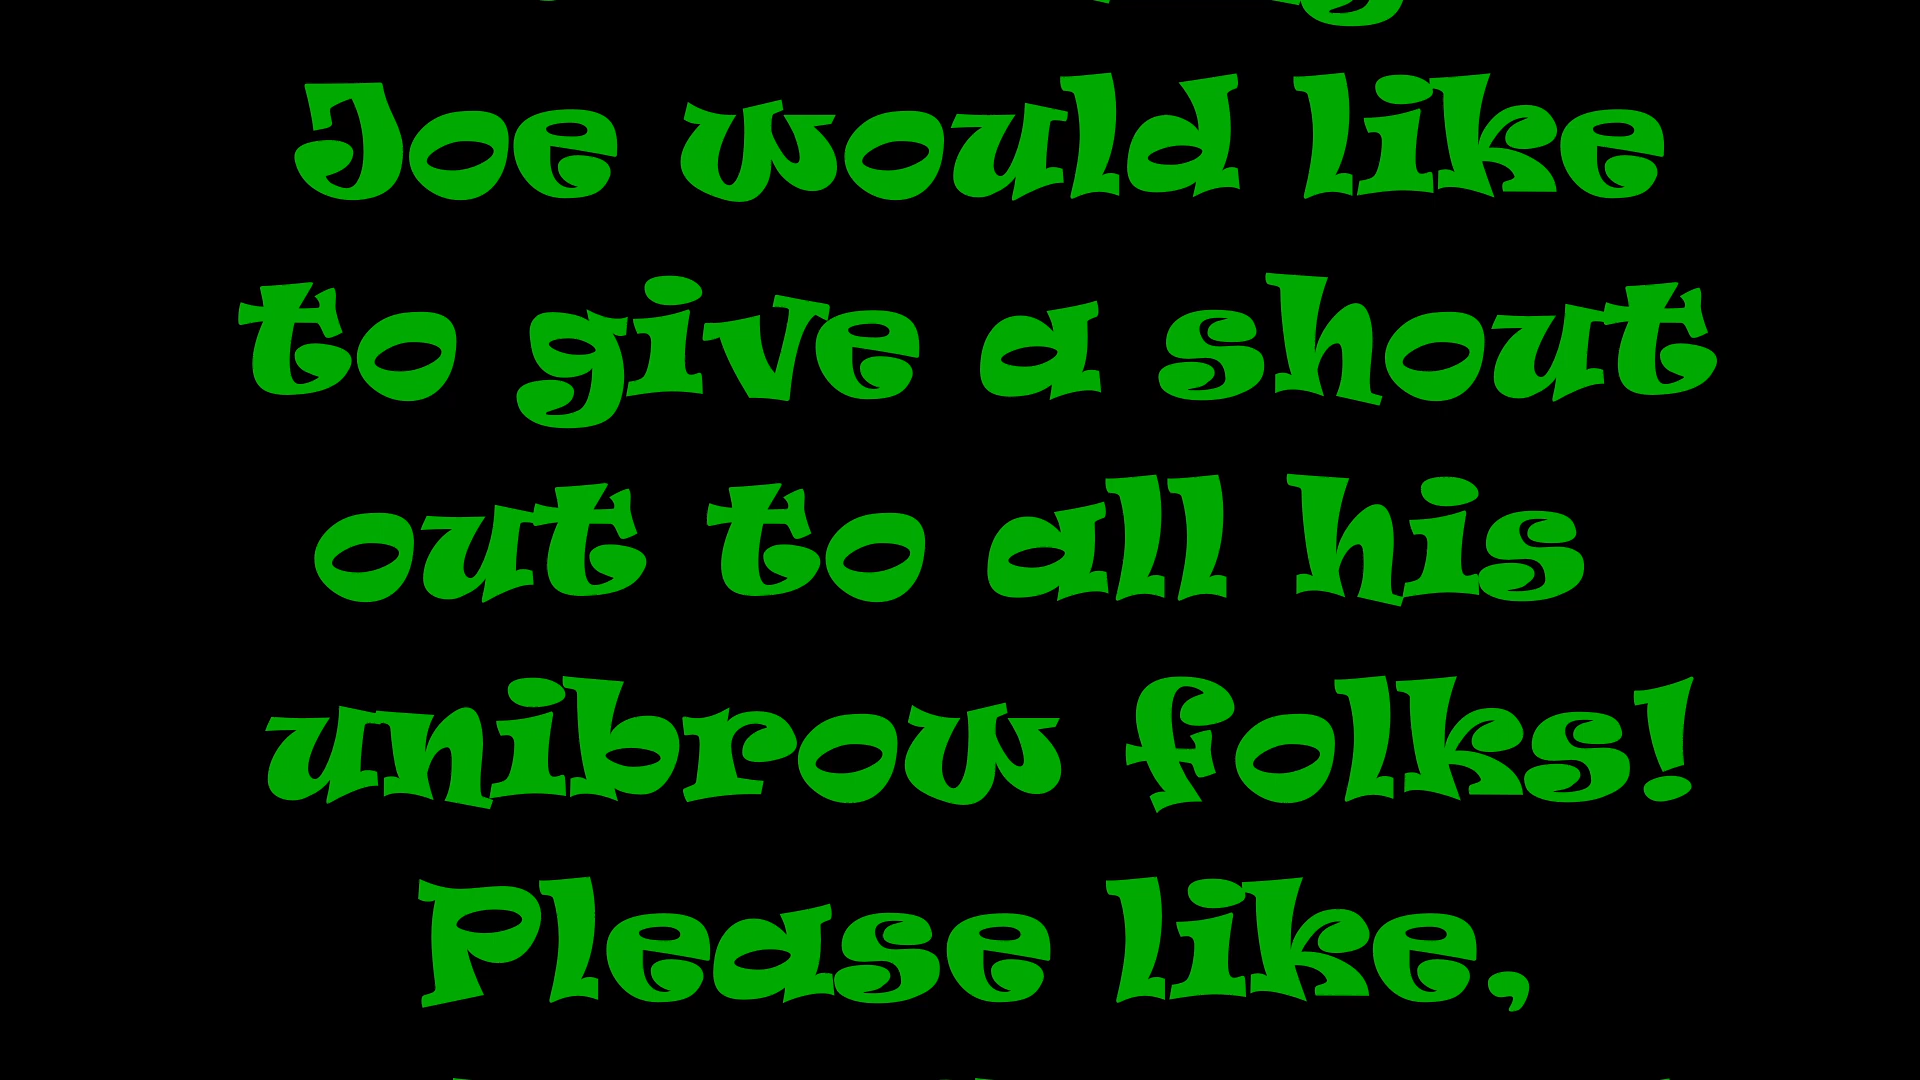 Joe would like
to give a shout
out to all his
unibrow folks!
Please like,